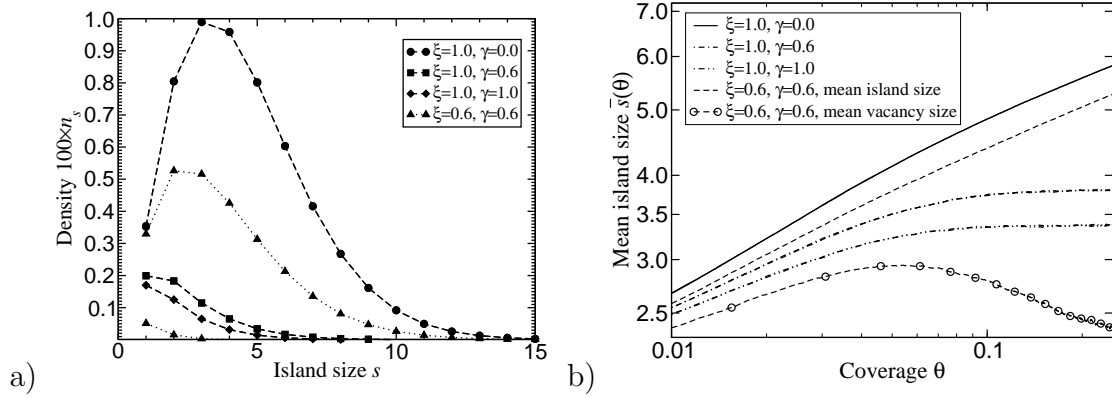 1.0
0.9
0.8
0.7
0.6
0.5
0.4
0.3
0.2
0.1
Density 100×n_s
ξ=1.0, γ=0.0
ξ=1.0, γ=0.6
ξ=1.0, γ=1.0
ξ=0.6, γ=0.6
0 5 10 15
Island size s
a)
7.0
6.0
5.0
4.0
3.5
3.0
2.5
Mean island size s̄(θ)
ξ=1.0, γ=0.0
ξ=1.0, γ=0.6
ξ=1.0, γ=1.0
ξ=0.6, γ=0.6, mean island size
ξ=0.6, γ=0.6, mean vacancy size
0.01 0.1
Coverage θ
b)